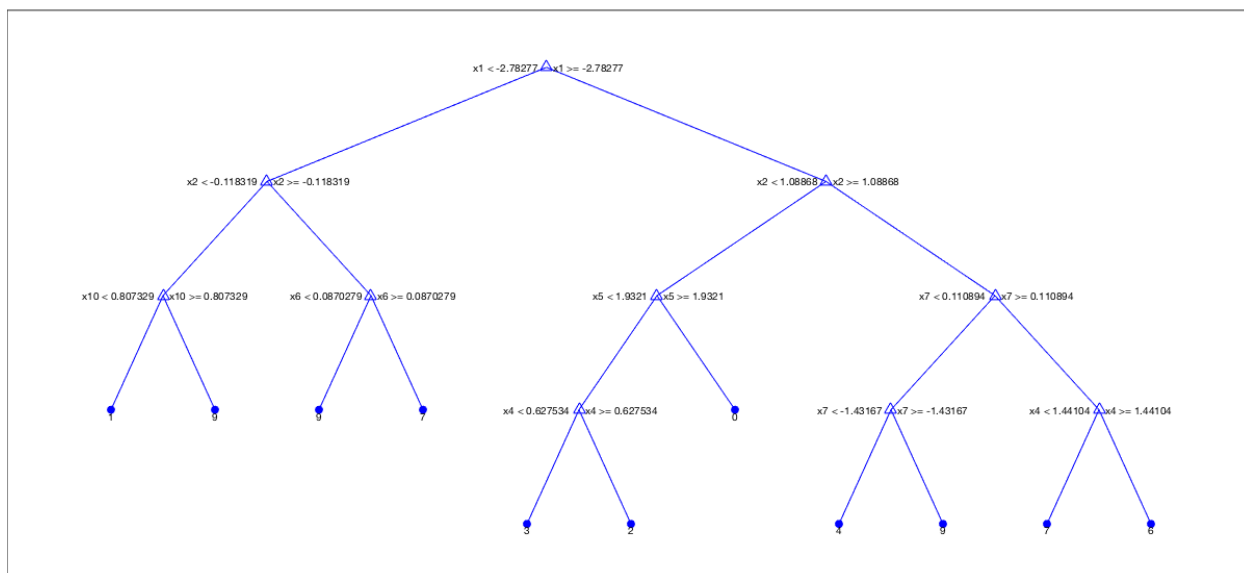 x1 < -2.78277 x1 >= -2.78277
x2 < -0.118319 x2 >= -0.118319
x2 < 1.08868 x2 >= 1.08868
x10 < 0.807329 x10 >= 0.807329
x6 < 0.0870279 x6 >= 0.0870279
x5 < 1.9321 x5 >= 1.9321
x7 < 0.110894 x7 >= 0.110894
1
9
9
7
x4 < 0.627534 x4 >= 0.627534
0
x7 < -1.43167 x7 >= -1.43167
x4 < 1.44104 x4 >= 1.44104
3
2
4
9
7
6